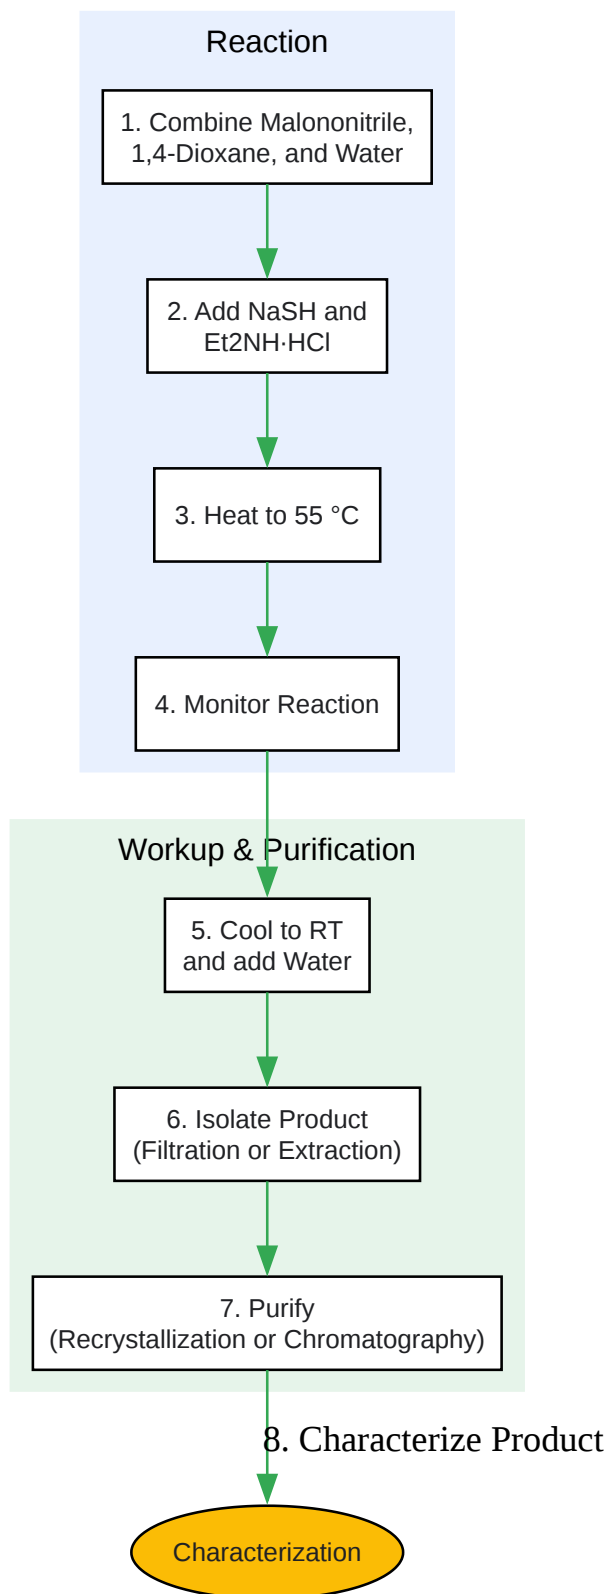 Reaction
1. Combine Malononitrile,
1,4-Dioxane, and Water
2. Add NaSH and
Et2NH·HCl
3. Heat to 55 °C
4. Monitor Reaction
Workup & Purification
5. Cool to RT
and add Water
6. Isolate Product
(Filtration or Extraction)
7. Purify
(Recrystallization or Chromatography)
8. Characterize Product
Characterization